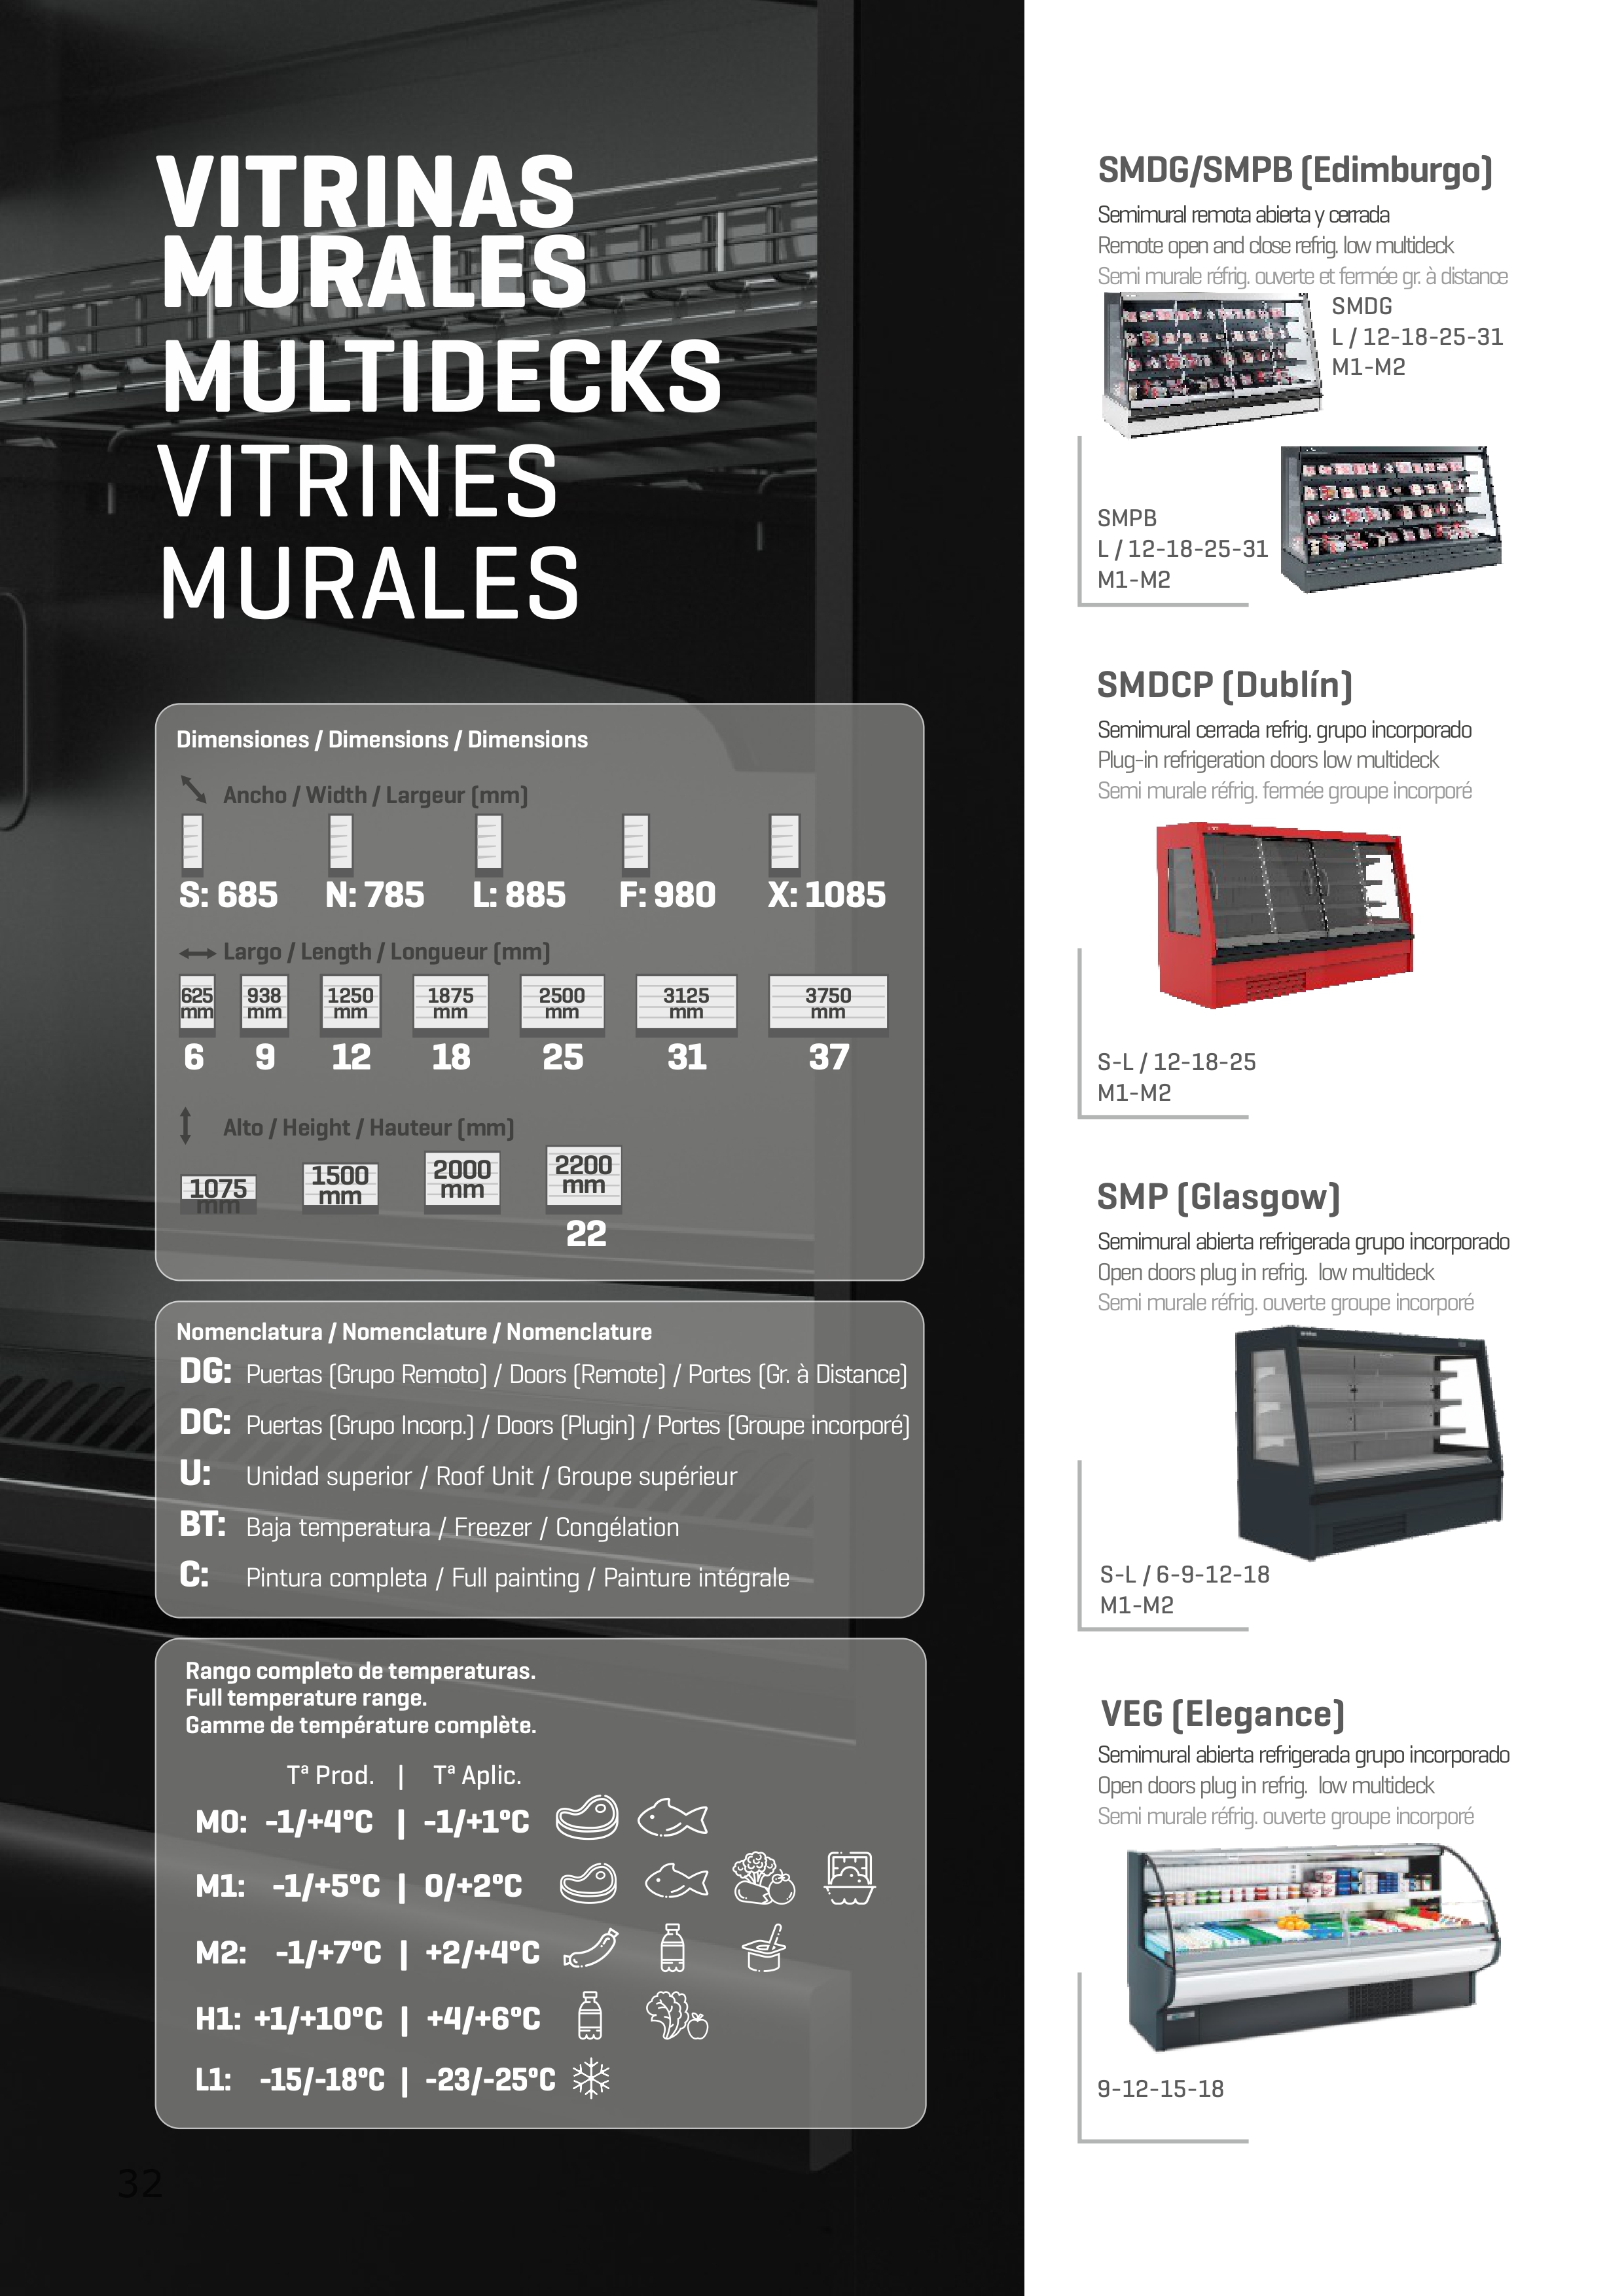 VITRINAS
MURALES
MULTIDECKS
VITRINES
MURALES
Dimensiones / Dimensions / Dimensions
Ancho / Width / Largeur (mm)
S: 685 N: 785 L: 885 F: 980 X: 1085
Largo / Length / Longueur (mm)
625 mm 938 mm 1250 mm 1875 mm 2500 mm 3125 mm 3750 mm
6 9 12 18 25 31 37
Alto / Height / Hauteur (mm)
1075 mm 1500 mm 2000 mm 2200 mm
22
Nomenclatura / Nomenclature / Nomenclature
DG: Puertas (Grupo Remoto) / Doors (Remote) / Portes (Gr. à Distance)
DC: Puertas (Grupo Incorp.) / Doors (Plugin) / Portes (Groupe incorporé)
U: Unidad superior / Roof Unit / Groupe supérieur
BT: Baja temperatura / Freezer / Congélation
C: Pintura completa / Full painting / Painture intégrale
Rango completo de temperaturas.
Full temperature range.
Gamme de température complète.
Tª Prod. | Tª Aplic.
M0: -1/+4ºC | -1/+1ºC
M1: -1/+5ºC | 0/+2ºC
M2: -1/+7ºC | +2/+4ºC
H1: +1/+10ºC | +4/+6ºC
L1: -15/-18ºC | -23/-25ºC
32
SMDG/SMPB (Edimburgo)
Semimural remota abierta y cerrada
Remote open and close refrig. low multideck
Semi murale réfrig. ouverte et fermée gr. à distance
SMDG
L / 12-18-25-31
M1-M2
SMPB
L / 12-18-25-31
M1-M2
SMDCP (Dublín)
Semimural cerrada refrig. grupo incorporado
Plug-in refrigeration doors low multideck
Semi murale réfrig. fermée groupe incorporé
S-L / 12-18-25
M1-M2
SMP (Glasgow)
Semimural abierta refrigerada grupo incorporado
Open doors plug in refrig. low multideck
Semi murale réfrig. ouverte groupe incorporé
S-L / 6-9-12-18
M1-M2
VEG (Elegance)
Semimural abierta refrigerada grupo incorporado
Open doors plug in refrig. low multideck
Semi murale réfrig. ouverte groupe incorporé
9-12-15-18